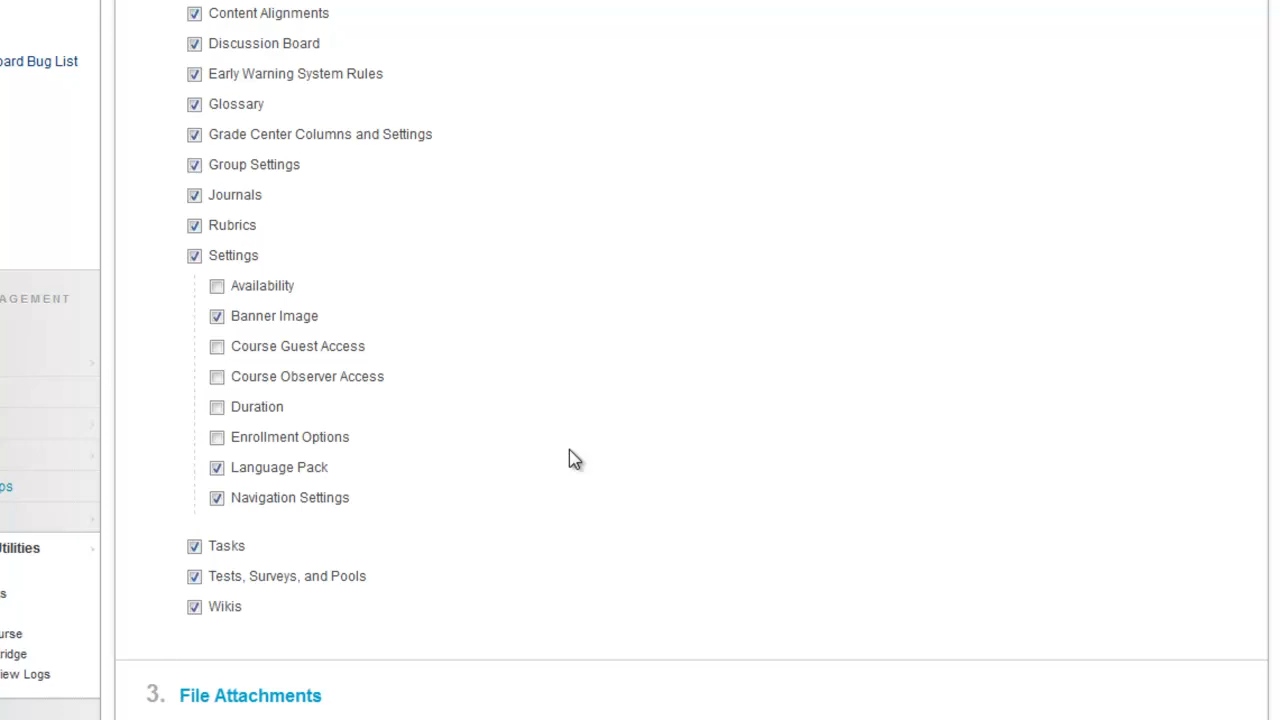 Content Alignments
Discussion Board
oard Bug List
Early Warning System Rules
Glossary
Grade Center Columns and Settings
Group Settings
Journals
Rubrics
Settings
Availability
AGEMENT
Banner Image
Course Guest Access
Course Observer Access
Duration
Enrollment Options
Language Pack
ps
Navigation Settings
Tasks
tilities
Tests, Surveys, and Pools
s
Wikis
urse
ridge
iew Logs
3. File Attachments